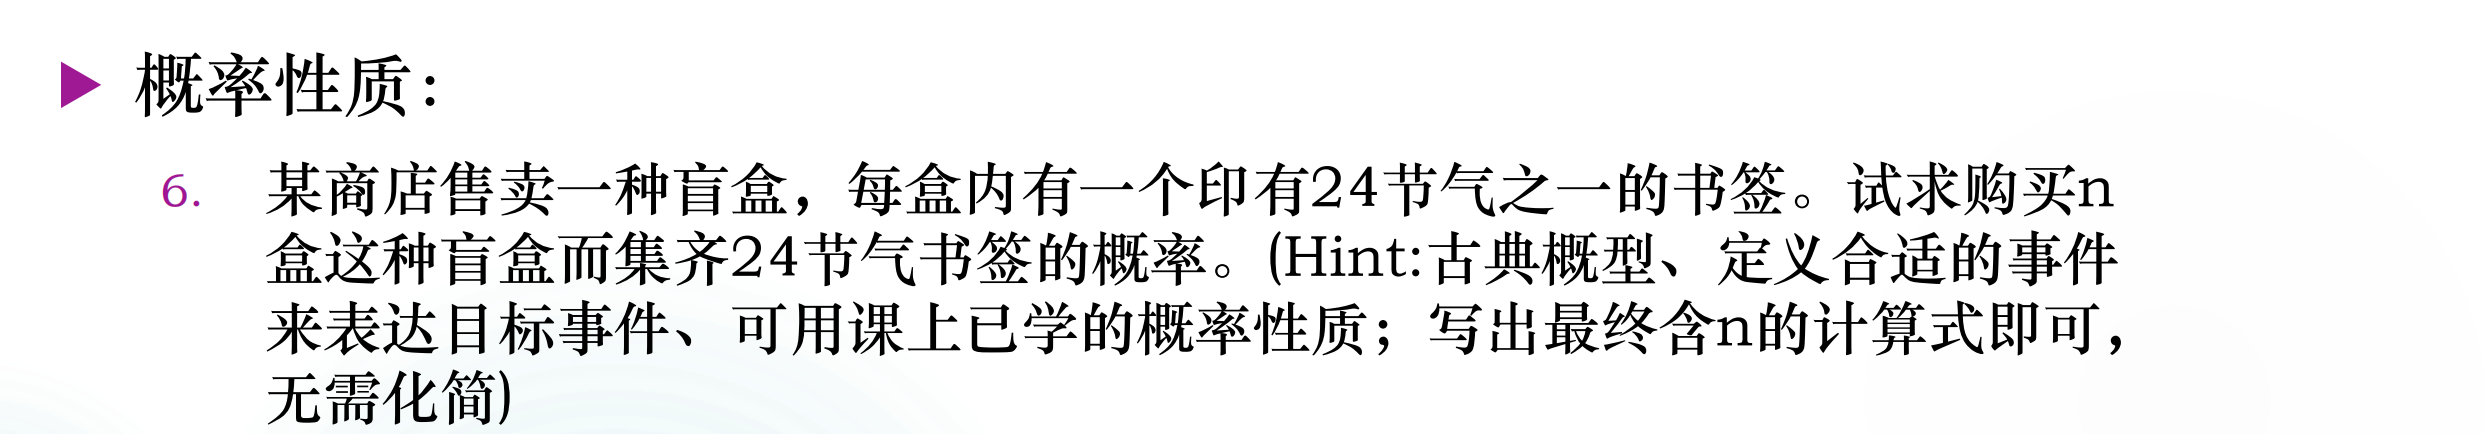 概率性质：
6. 某商店售卖一种盲盒，每盒内有一个印有24节气之一的书签。试求购买n
盒这种盲盒而集齐24节气书签的概率。(Hint:古典概型、定义合适的事件
来表达目标事件、可用课上已学的概率性质；写出最终含n的计算式即可，
无需化简)